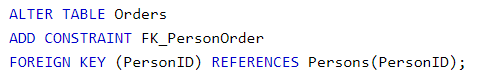 ALTER TABLE Orders
ADD CONSTRAINT FK_PersonOrder
FOREIGN KEY (PersonID) REFERENCES Persons(PersonID);